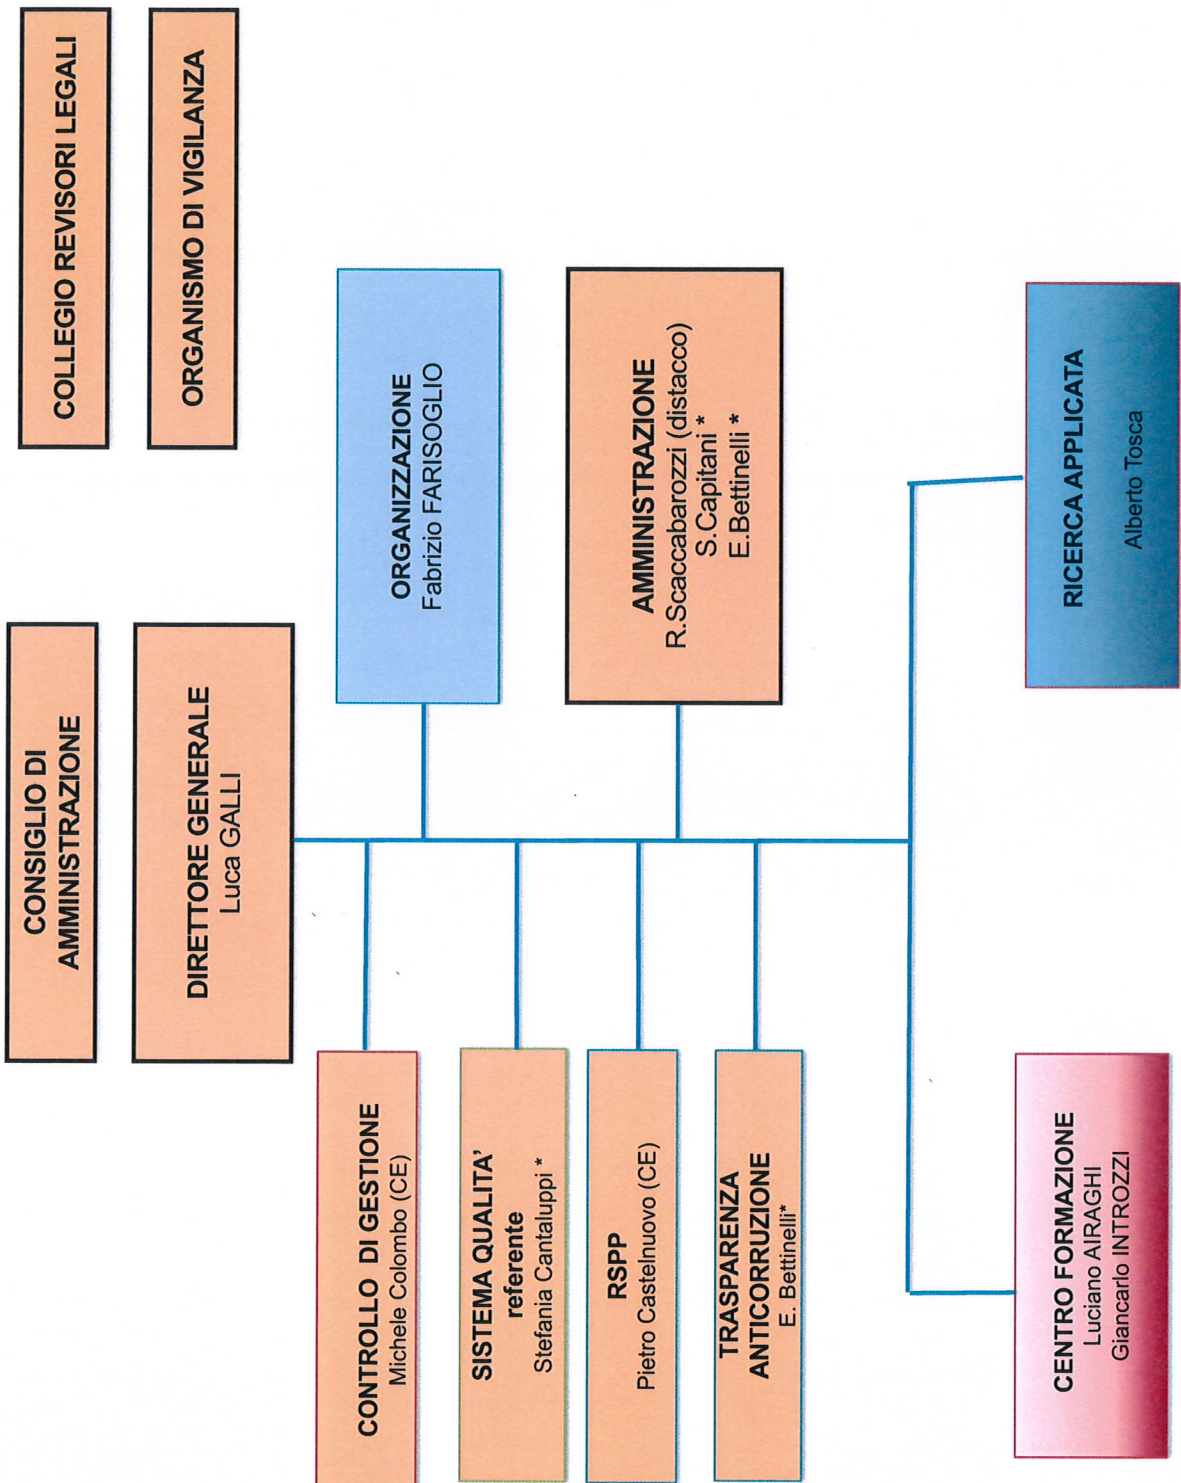 CONSIGLIO DI
AMMINISTRAZIONE
COLLEGIO REVISORI LEGALI
ORGANISMO DI VIGILANZA
DIRETTORE GENERALE
Luca GALLI
CONTROLLO DI GESTIONE
Michele Colombo (CE)
ORGANIZZAZIONE
Fabrizio FARISOGLIO
SISTEMA QUALITA'
referente
Stefania Cantaluppi *
RSPP
Pietro Castelnuovo (CE)
AMMINISTRAZIONE
R.Scaccabarozzi (distacco)
S.Capitani *
E.Bettinelli *
TRASPARENZA
ANTICORRUZIONE
E. Bettinelli*
CENTRO FORMAZIONE
Luciano AIRAGHI
Giancarlo INTROZZI
RICERCA APPLICATA
Alberto Tosca